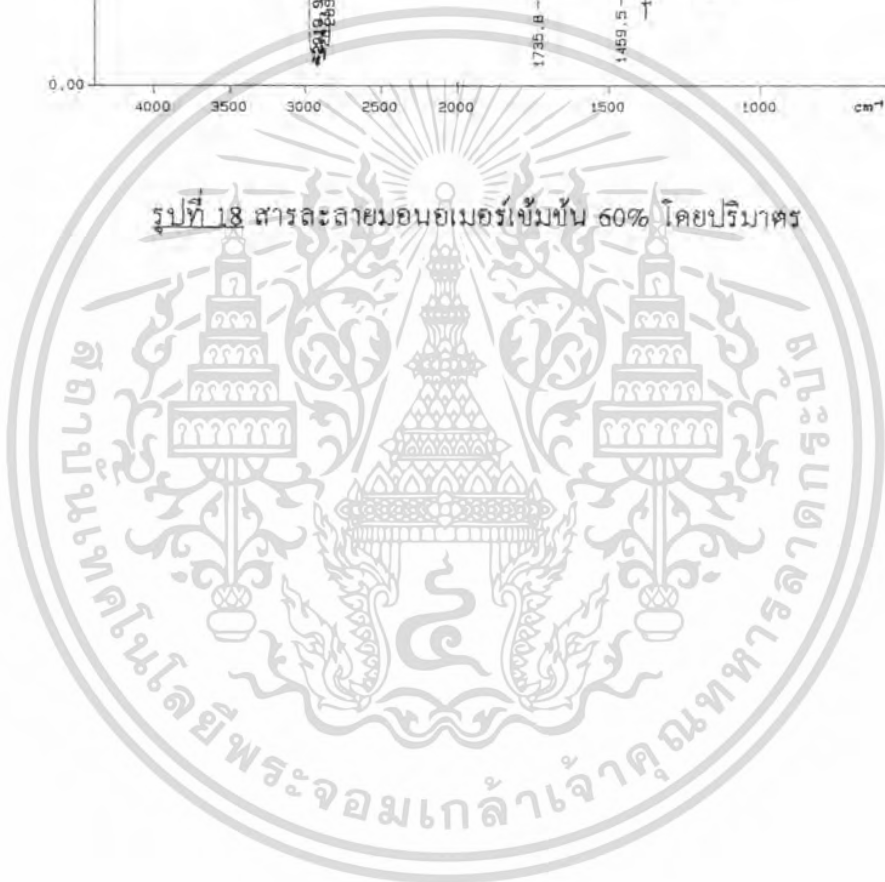 1735.8
1459.5
0.00
4000 3500 3000 2500 2000 1500 1000 cm⁻¹
รูปที่ 18 สารละลายมอนอเมอร์เข้มข้น 60% โดยปริมาตร
สถาบันเทคโนโลยีพระจอมเกล้าเจ้าคุณทหารลาดกระบัง